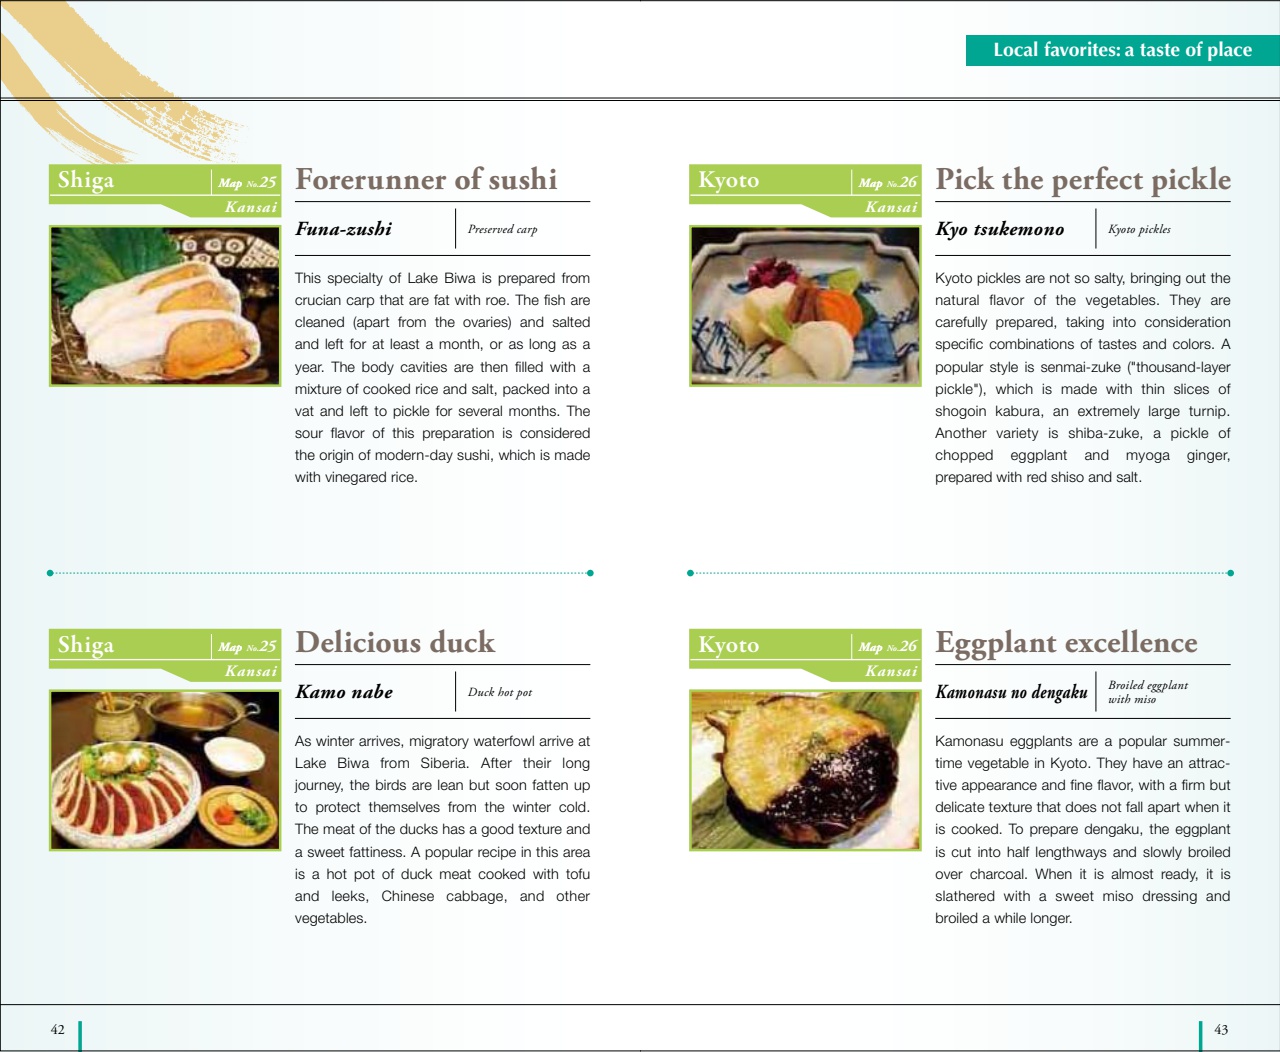 Local favorites: a taste of place
Shiga
Map No.25
Kansai
Forerunner of sushi
Funa-zushi
Preserved carp
This specialty of Lake Biwa is prepared from
crucian carp that are fat with roe. The fish are
cleaned (apart from the ovaries) and salted
and left for at least a month, or as long as a
year. The body cavities are then filled with a
mixture of cooked rice and salt, packed into a
vat and left to pickle for several months. The
sour flavor of this preparation is considered
the origin of modern-day sushi, which is made
with vinegared rice.
Shiga
Map No.25
Kansai
Delicious duck
Kamo nabe
Duck hot pot
As winter arrives, migratory waterfowl arrive at
Lake Biwa from Siberia. After their long
journey, the birds are lean but soon fatten up
to protect themselves from the winter cold.
The meat of the ducks has a good texture and
a sweet fattiness. A popular recipe in this area
is a hot pot of duck meat cooked with tofu
and leeks, Chinese cabbage, and other
vegetables.
42
Kyoto
Map No.26
Kansai
Pick the perfect pickle
Kyo tsukemono
Kyoto pickles
Kyoto pickles are not so salty, bringing out the
natural flavor of the vegetables. They are
carefully prepared, taking into consideration
specific combinations of tastes and colors. A
popular style is senmai-zuke ("thousand-layer
pickle"), which is made with thin slices of
shogoin kabura, an extremely large turnip.
Another variety is shiba-zuke, a pickle of
chopped eggplant and myoga ginger,
prepared with red shiso and salt.
Kyoto
Map No.26
Kansai
Eggplant excellence
Kamonasu no dengaku
Broiled eggplant
with miso
Kamonasu eggplants are a popular summer-
time vegetable in Kyoto. They have an attrac-
tive appearance and fine flavor, with a firm but
delicate texture that does not fall apart when it
is cooked. To prepare dengaku, the eggplant
is cut into half lengthways and slowly broiled
over charcoal. When it is almost ready, it is
slathered with a sweet miso dressing and
broiled a while longer.
43